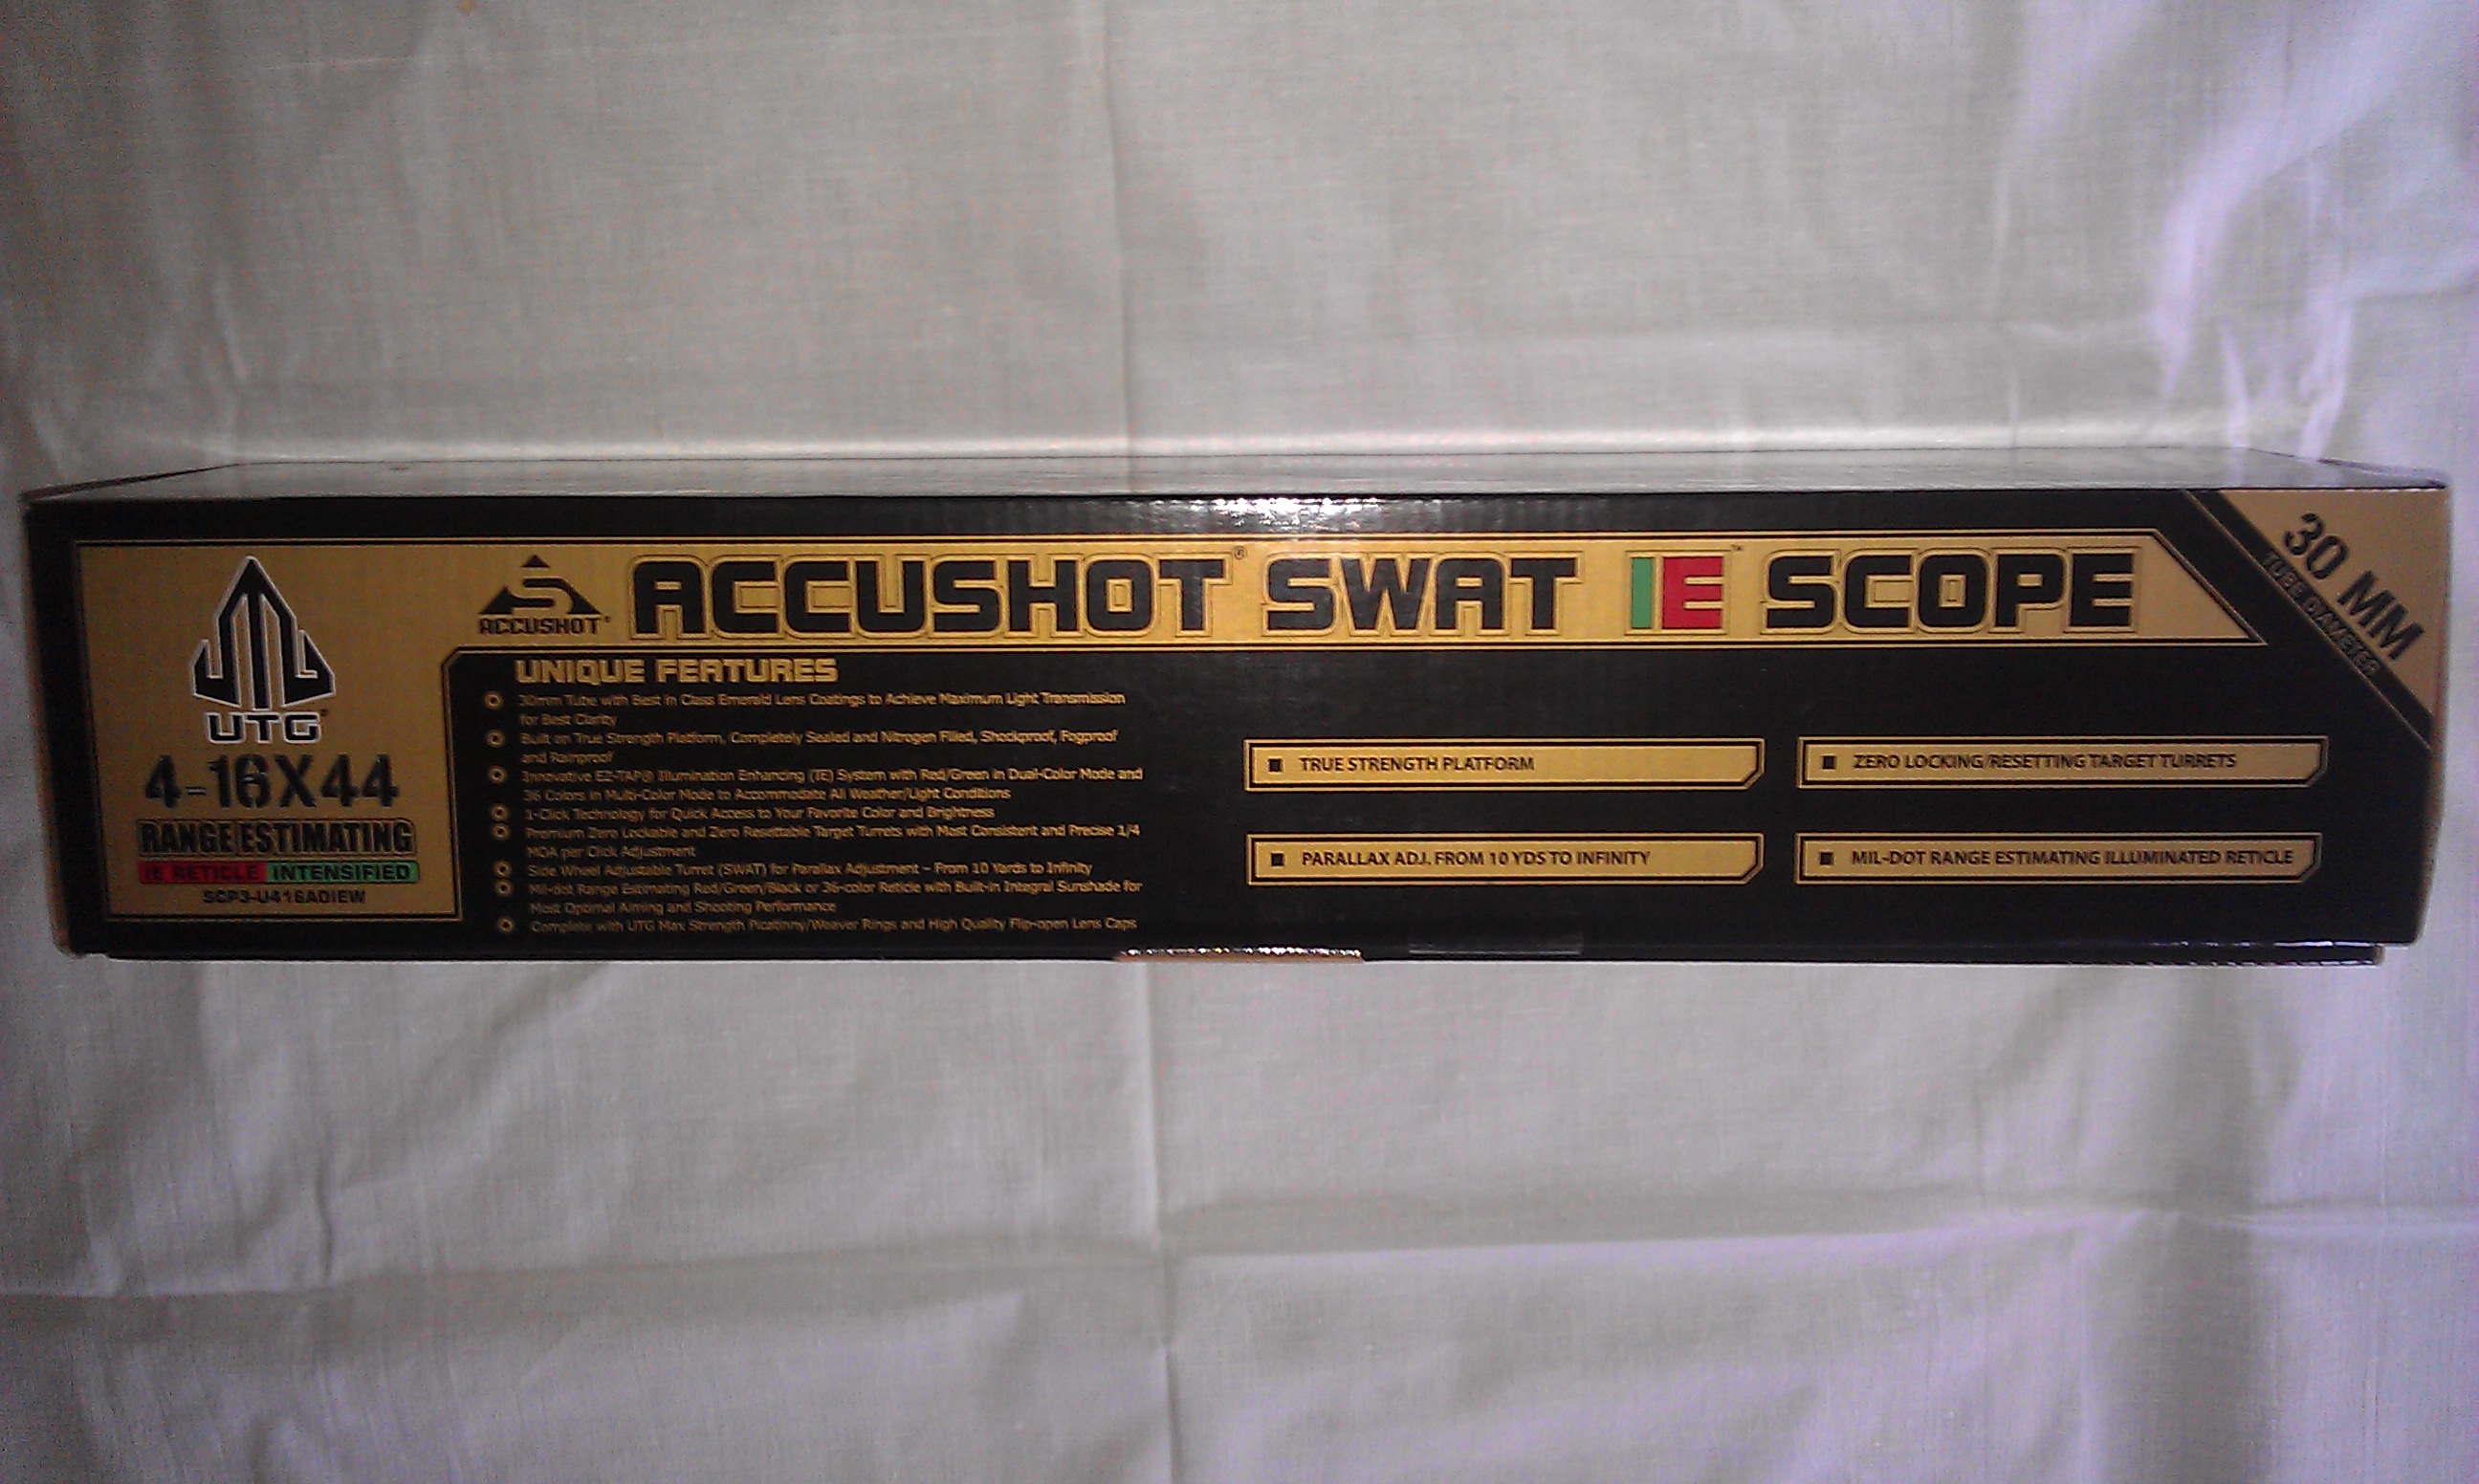 ACCUSHOT® ACCUSHOT® SWAT IE™ SCOPE
30 MM
TUBE DIAMETER
UTG®
4-16X44
RANGE ESTIMATING
IE RETICLE INTENSIFIED
SCP3-U416AOIEW
UNIQUE FEATURES
30mm Tube with Best in Class Emerald Lens Coatings to Achieve Maximum Light Transmission
for Best Clarity
Built on True Strength Platform, Completely Sealed and Nitrogen Filled, Shockproof, Fogproof
and Rainproof
Innovative EZ-TAP® Illumination Enhancing (IE) System with Red/Green in Dual-Color Mode and
36 Colors in Multi-Color Mode to Accommodate All Weather/Light Conditions
1-Click Technology for Quick Access to Your Favorite Color and Brightness
Premium Zero Lockable and Zero Resettable Target Turrets with Most Consistent and Precise 1/4
MOA per Click Adjustment
Side Wheel Adjustable Turret (SWAT) for Parallax Adjustment – From 10 Yards to Infinity
Mil-dot Range Estimating Red/Green/Black or 36-color Reticle with Built-in Integral Sunshade for
Most Optimal Aiming and Shooting Performance
Complete with UTG Max Strength Picatinny/Weaver Rings and High Quality Flip-open Lens Caps
TRUE STRENGTH PLATFORM
ZERO LOCKING/RESETTING TARGET TURRETS
PARALLAX ADJ. FROM 10 YDS TO INFINITY
MIL-DOT RANGE ESTIMATING ILLUMINATED RETICLE